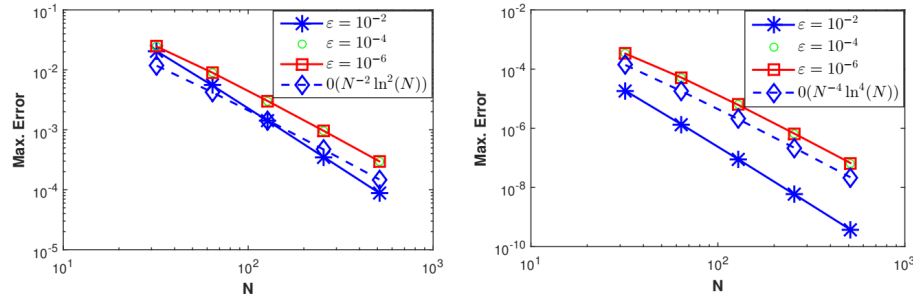 10^-1
10^-2
10^-3
10^-4
10^-5
Max. Error
10^1
10^2
10^3
N
ε = 10^-2
ε = 10^-4
ε = 10^-6
0(N^-2 ln^2(N))
10^-2
10^-4
10^-6
10^-8
10^-10
Max. Error
10^1
10^2
10^3
N
ε = 10^-2
ε = 10^-4
ε = 10^-6
0(N^-4 ln^4(N))